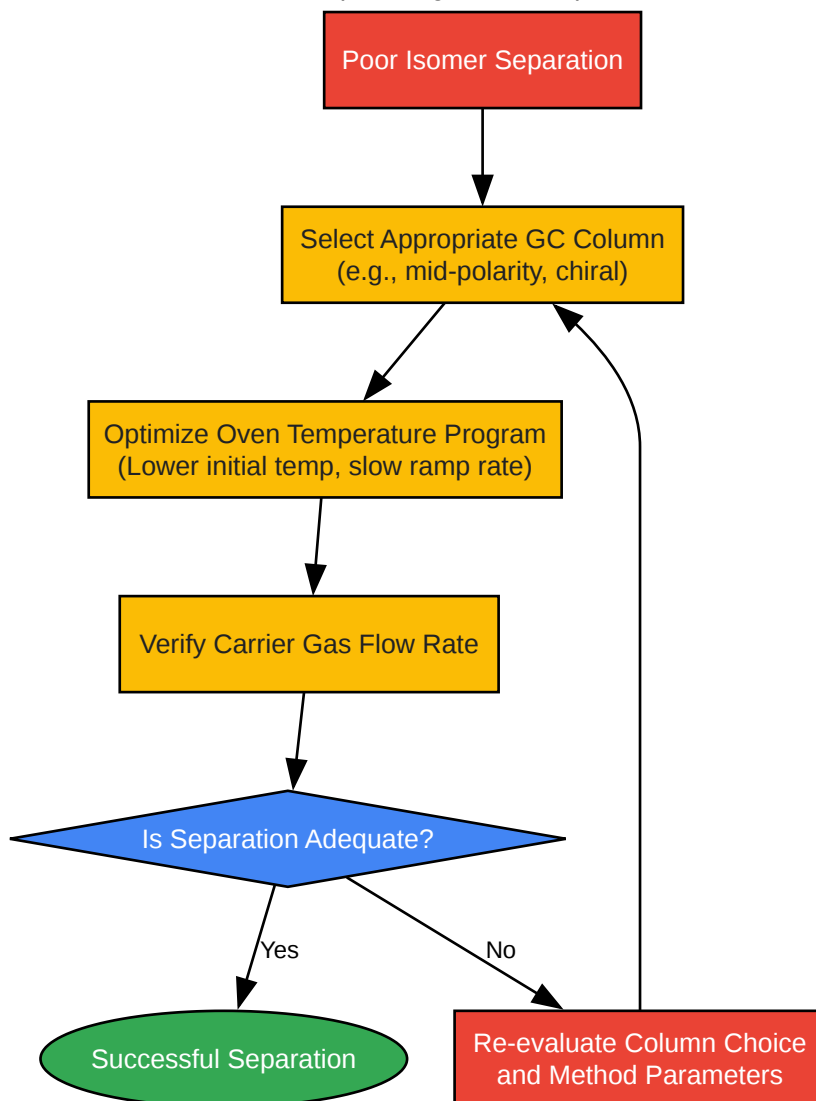 Poor Isomer Separation
Select Appropriate GC Column
(e.g., mid-polarity, chiral)
Optimize Oven Temperature Program
(Lower initial temp, slow ramp rate)
Verify Carrier Gas Flow Rate
Is Separation Adequate?
Yes
No
Successful Separation
Re-evaluate Column Choice
and Method Parameters